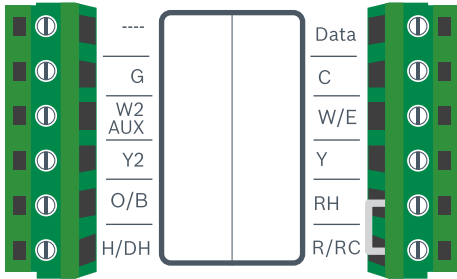 ----
G
W2
AUX
Y2
O/B
H/DH
Data
C
W/E
Y
RH
R/RC